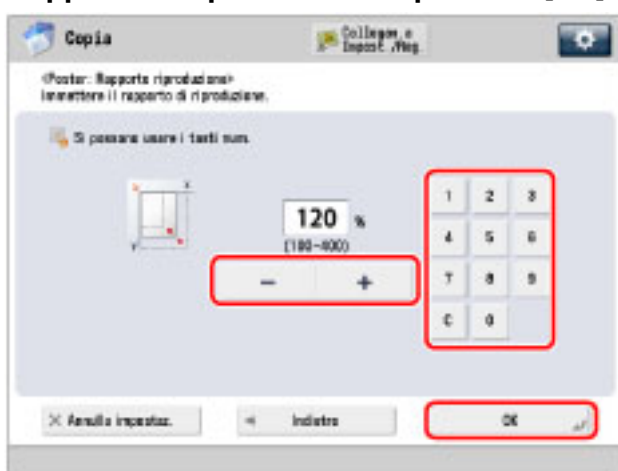 Copia
Collegam. e
Impost. /Reg.
<Poster: Rapporto riproduzione>
Immettere il rapporto di riproduzione.
Si possono usare i tasti num.
X
Y
120 %
(100~400)
- +
1 2 3
4 5 6
7 8 9
C 0
× Annulla impostaz.
Indietro
OK